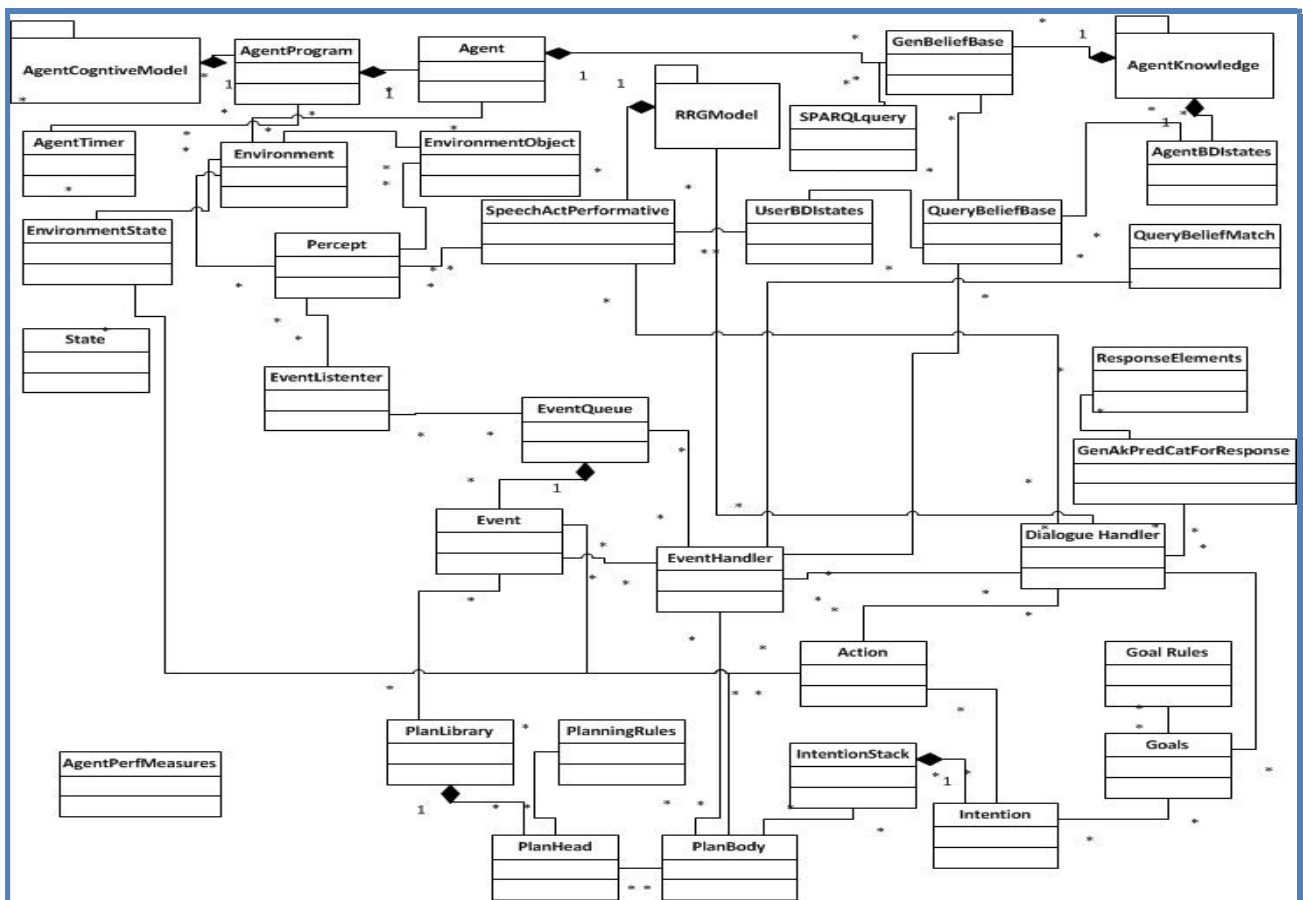 AgentCogntiveModel
AgentProgram
Agent
GenBeliefBase
AgentKnowledge
RRGModel
SPARQLquery
AgentTimer
Environment
EnvironmentObject
AgentBDIstates
EnvironmentState
Percept
SpeechActPerformative
UserBDIstates
QueryBeliefBase
QueryBeliefMatch
State
EventListenter
EventQueue
ResponseElements
GenAkPredCatForResponse
Event
EventHandler
Dialogue Handler
Action
Goal Rules
PlanLibrary
PlanningRules
IntentionStack
Goals
AgentPerfMeasures
Intention
PlanHead
PlanBody